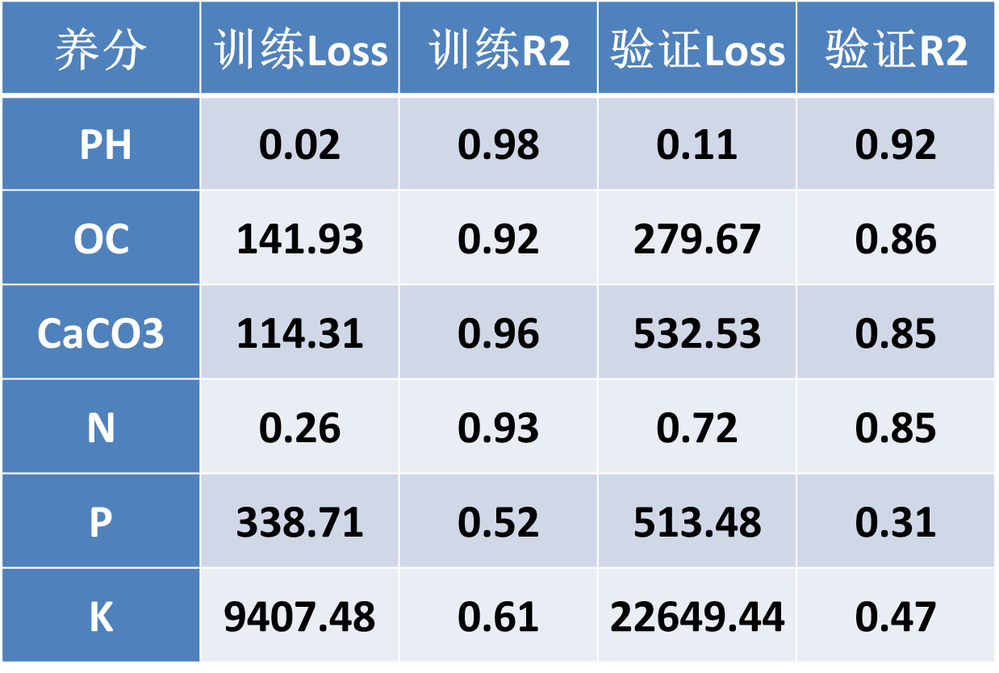 养分 训练Loss 训练R2 验证Loss 验证R2
PH 0.02 0.98 0.11 0.92
OC 141.93 0.92 279.67 0.86
CaCO3 114.31 0.96 532.53 0.85
N 0.26 0.93 0.72 0.85
P 338.71 0.52 513.48 0.31
K 9407.48 0.61 22649.44 0.47